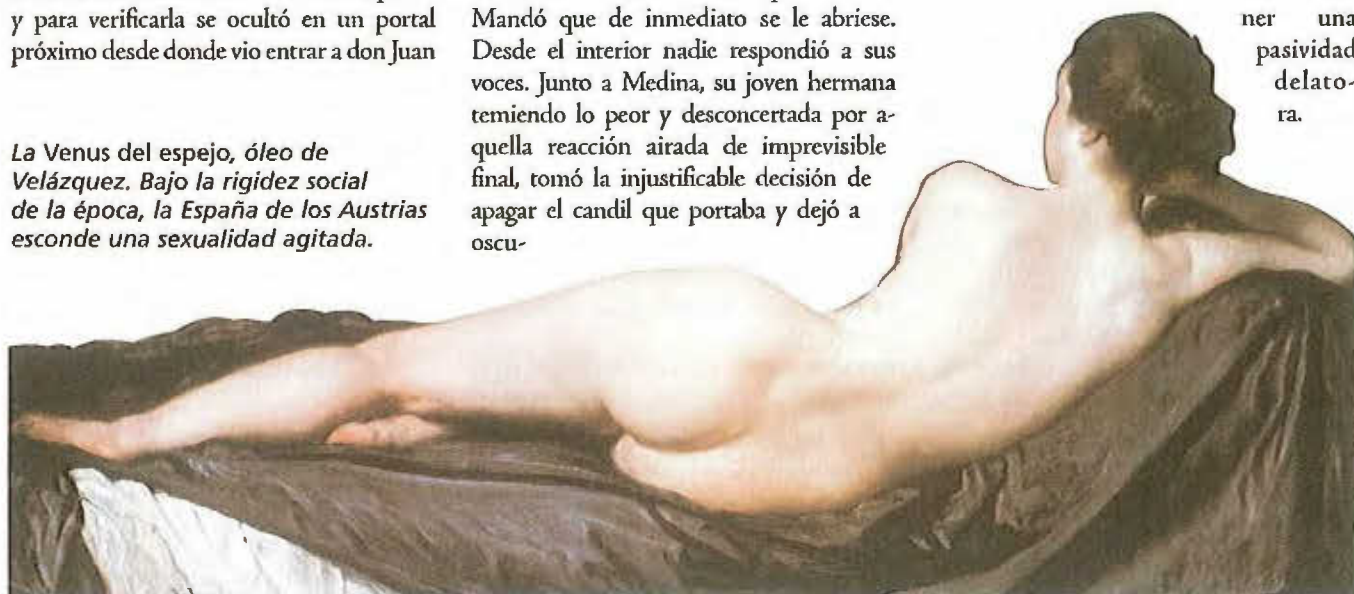 y para verificarla se ocultó en un portal
próximo desde donde vio entrar a don Juan
La Venus del espejo, óleo de
Velázquez. Bajo la rigidez social
de la época, la España de los Austrias
esconde una sexualidad agitada.
Mandó que de inmediato se le abriese.
Desde el interior nadie respondió a sus
voces. Junto a Medina, su joven hermana
temiendo lo peor y desconcertada por a-
quella reacción airada de imprevisible
final, tomó la injustificable decisión de
apagar el candil que portaba y dejó a
oscu-
ner una
pasividad
delato-
ra.